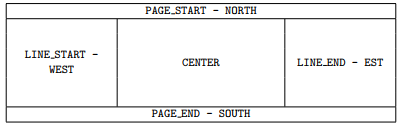 PAGE_START - NORTH
LINE_START -
WEST
CENTER
LINE_END - EST
PAGE_END - SOUTH